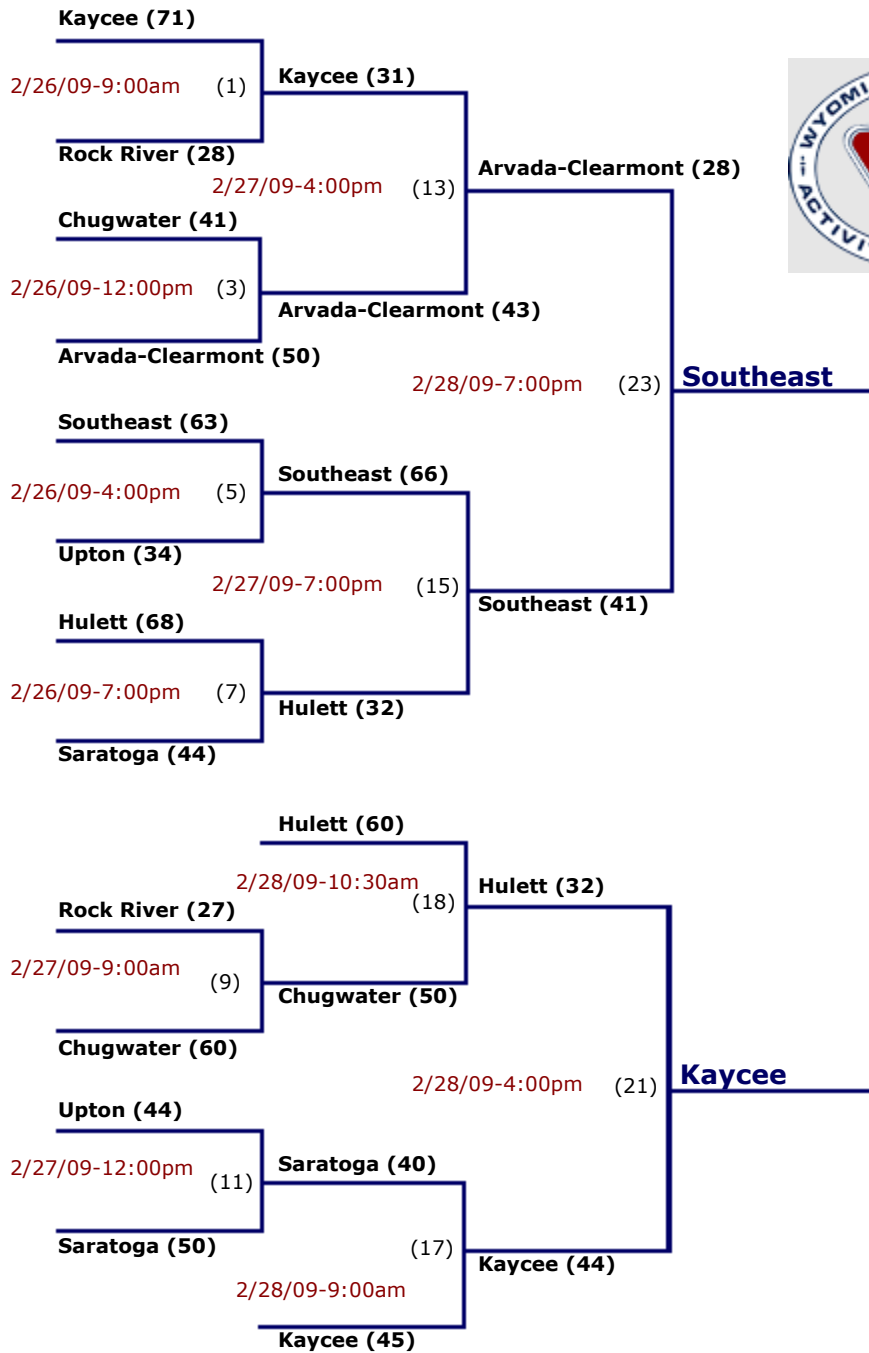 Kaycee (71)
2/26/09-9:00am (1)
Kaycee (31)
Rock River (28)
2/27/09-4:00pm (13)
Arvada-Clearmont (28)
Chugwater (41)
2/26/09-12:00pm (3)
Arvada-Clearmont (43)
Arvada-Clearmont (50)
2/28/09-7:00pm (23)
Southeast
Southeast (63)
2/26/09-4:00pm (5)
Southeast (66)
Upton (34)
2/27/09-7:00pm (15)
Southeast (41)
Hulett (68)
2/26/09-7:00pm (7)
Hulett (32)
Saratoga (44)
Hulett (60)
2/28/09-10:30am
(18)
Hulett (32)
Rock River (27)
2/27/09-9:00am (9)
Chugwater (50)
Chugwater (60)
2/28/09-4:00pm (21)
Kaycee
Upton (44)
2/27/09-12:00pm (11)
Saratoga (40)
Saratoga (50)
(17)
Kaycee (44)
2/28/09-9:00am
Kaycee (45)